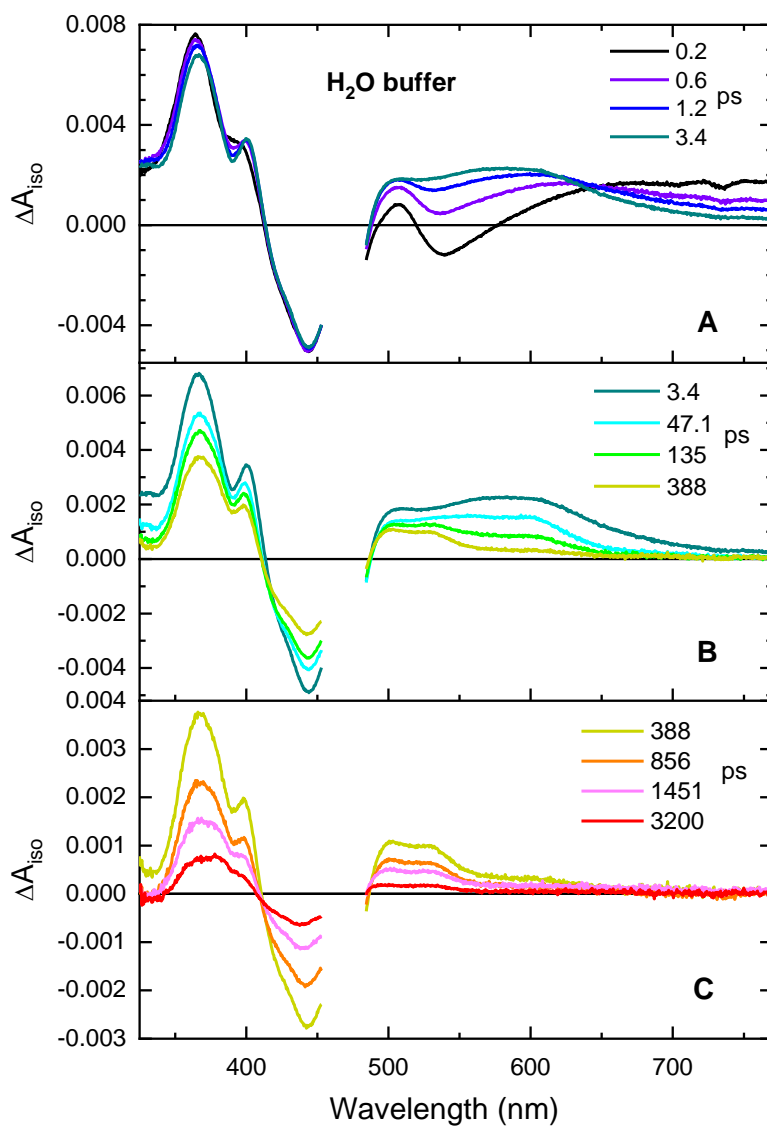 0.008
0.004
0.000
-0.004
ΔA_iso
H₂O buffer
0.2
0.6
1.2
3.4
ps
A
0.006
0.004
0.002
0.000
-0.002
-0.004
ΔA_iso
3.4
47.1
135
388
ps
B
0.004
0.003
0.002
0.001
0.000
-0.001
-0.002
-0.003
ΔA_iso
388
856
1451
3200
ps
C
400 500 600 700
Wavelength (nm)